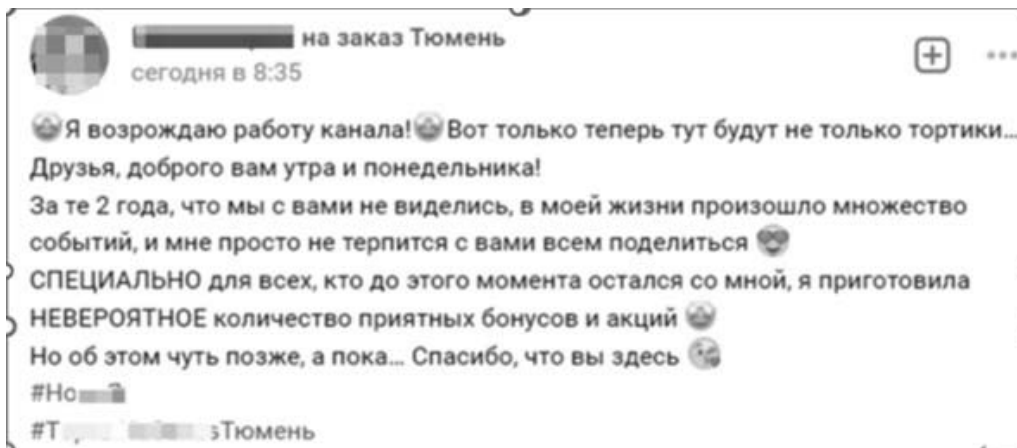 на заказ Тюмень
сегодня в 8:35
🤩Я возрождаю работу канала!🤩Вот только теперь тут будут не только тортики...
Друзья, доброго вам утра и понедельника!
За те 2 года, что мы с вами не виделись, в моей жизни произошло множество
событий, и мне просто не терпится с вами всем поделиться
СПЕЦИАЛЬНО для всех, кто до этого момента остался со мной, я приготовила
НЕВЕРОЯТНОЕ количество приятных бонусов и акций 🤩
Но об этом чуть позже, а пока... Спасибо, что вы здесь 😘